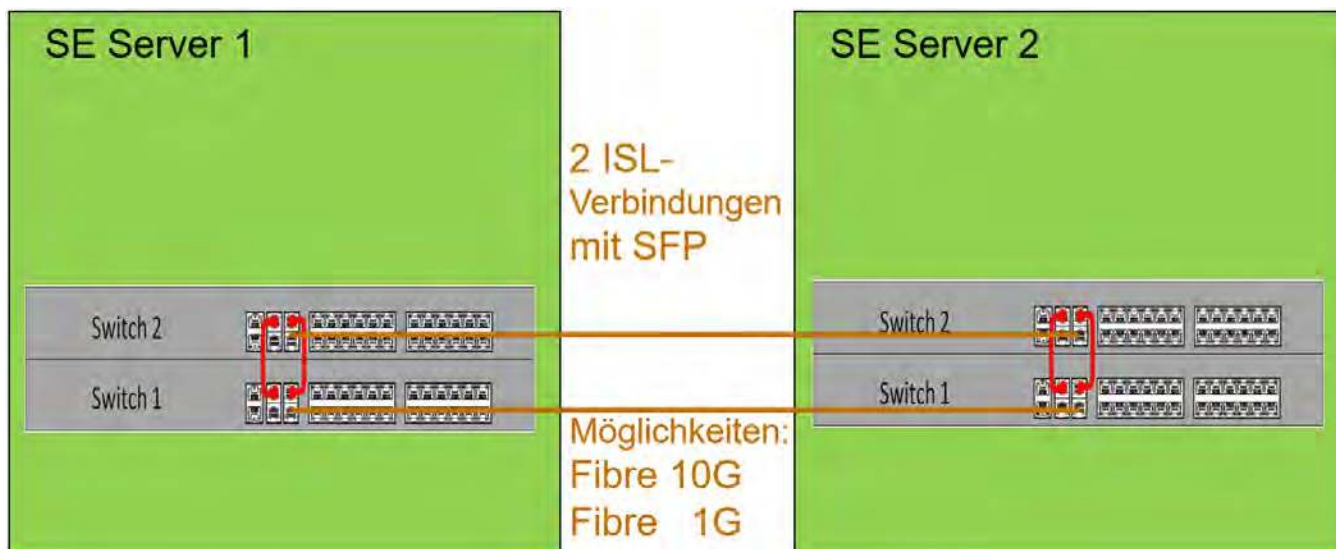 SE Server 1
SE Server 2
2 ISL-
Verbindungen
mit SFP
Switch 2
Switch 1
Switch 2
Switch 1
Möglichkeiten:
Fibre 10G
Fibre 1G